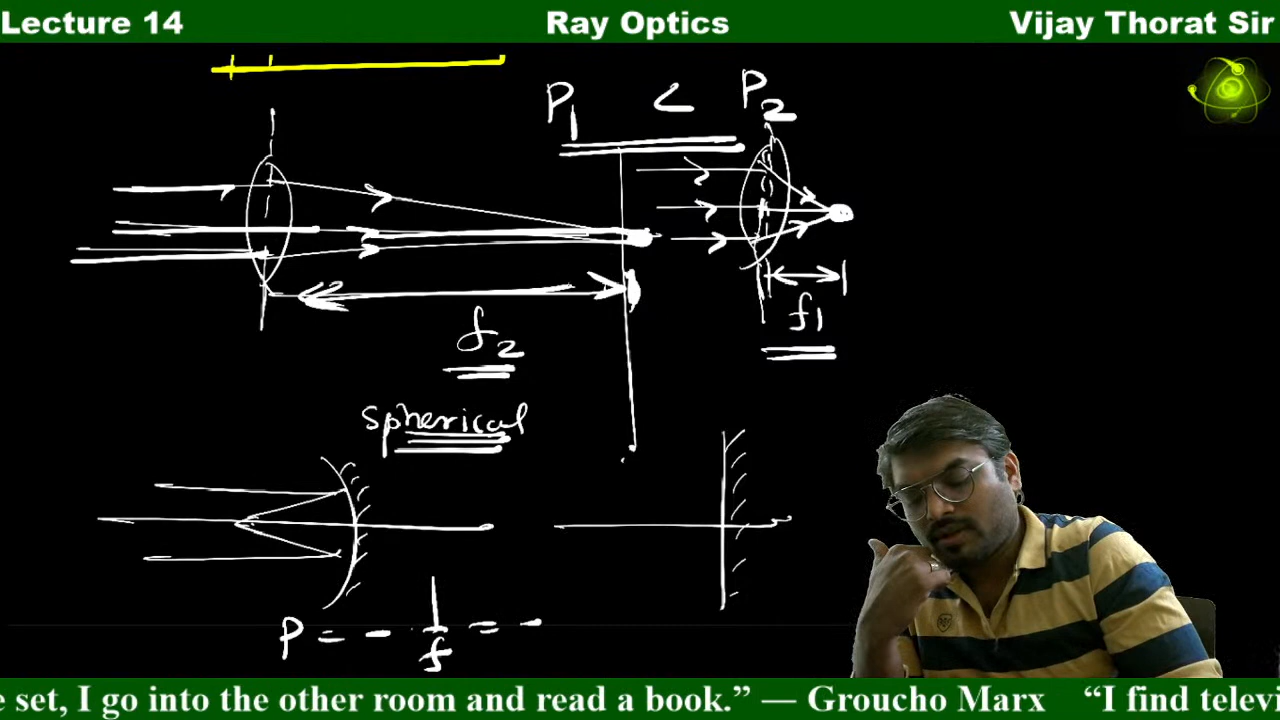 Lecture 14 Ray Optics Vijay Thorat Sir
P1 < P2
f1
f2
spherical
P = - 1/f = -
e set, I go into the other room and read a book.” — Groucho Marx “I find televi